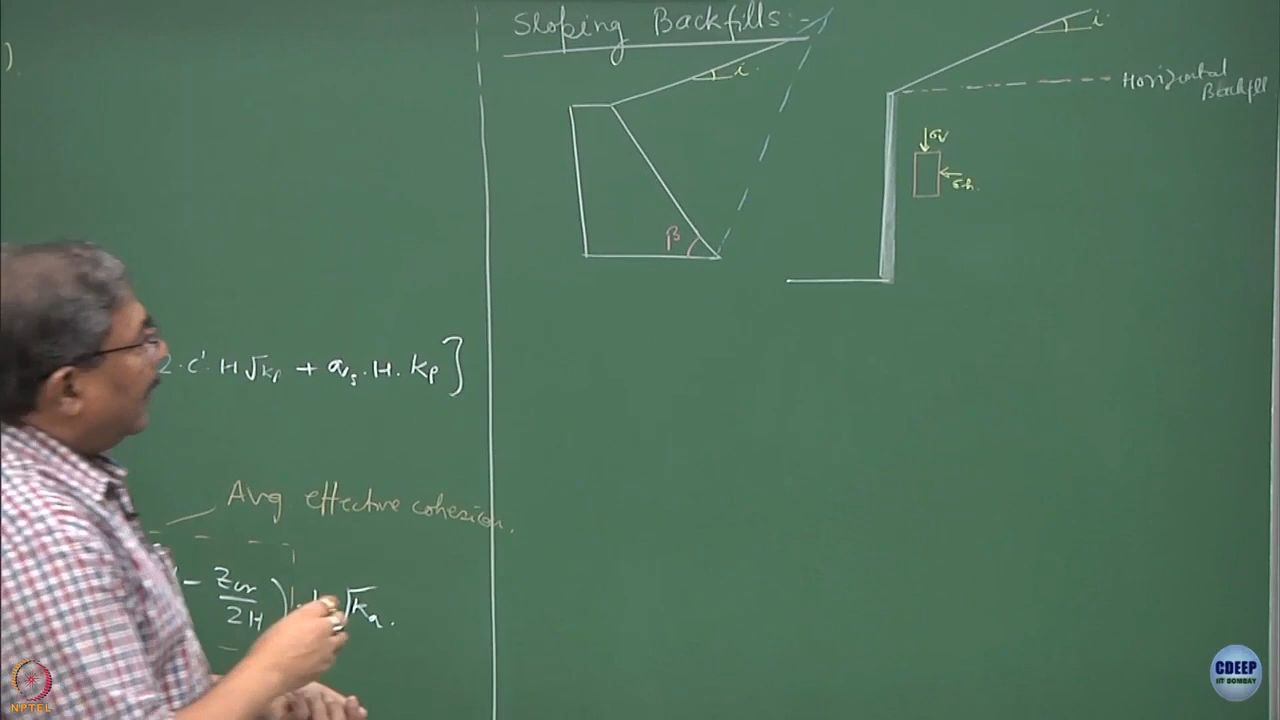 ).
2.c'.H√kp + σvs.H.kp]
Avg effective cohesion.
- Zcr
2H
) . H √ka.
Sloping Backfills:-
i.
β
i.
Horizontal
Backfill
σv
σh.
NPTEL
CDEEP
IIT BOMBAY